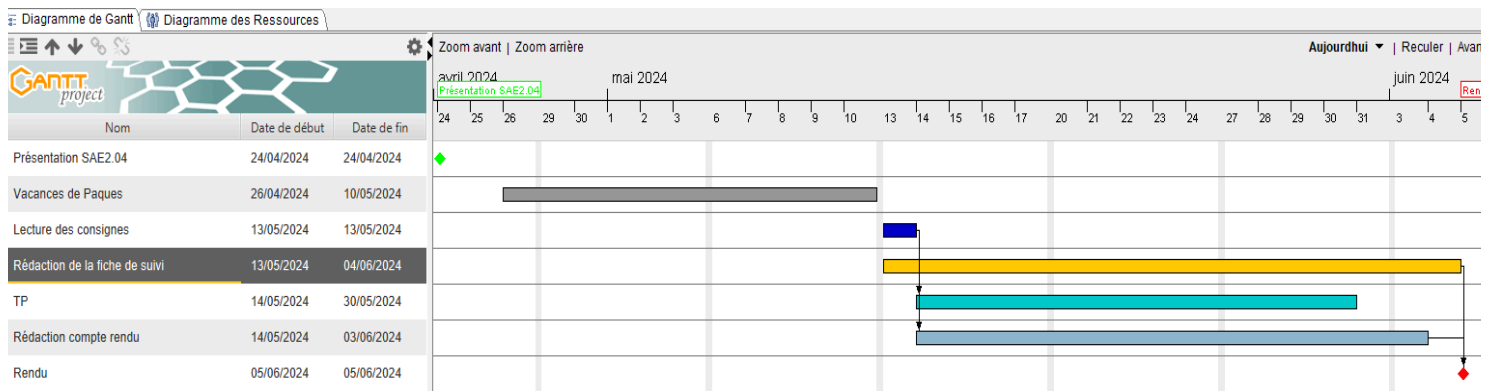 Diagramme de Gantt Diagramme des Ressources
Zoom avant | Zoom arrière Aujourd'hui | Reculer | Avan
GANTT
project
avril 2024 mai 2024 juin 2024
Présentation SAE2.04 Ren
24 25 26 29 30 1 2 3 6 7 8 9 10 13 14 15 16 17 20 21 22 23 24 27 28 29 30 31 3 4 5
Nom Date de début Date de fin
Présentation SAE2.04 24/04/2024 24/04/2024
Vacances de Paques 26/04/2024 10/05/2024
Lecture des consignes 13/05/2024 13/05/2024
Rédaction de la fiche de suivi 13/05/2024 04/06/2024
TP 14/05/2024 30/05/2024
Rédaction compte rendu 14/05/2024 03/06/2024
Rendu 05/06/2024 05/06/2024